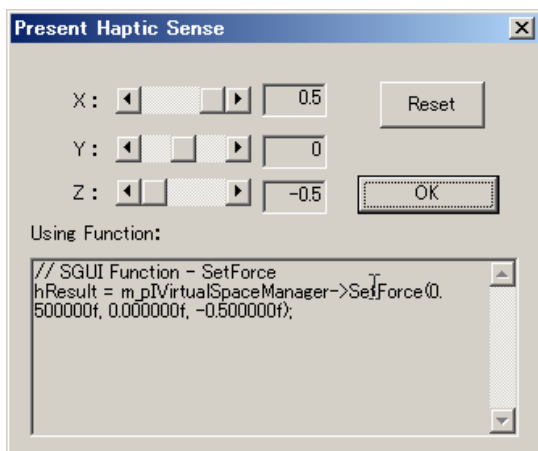 Present Haptic Sense
X: 0.5
Reset
Y: 0
Z: -0.5
OK
Using Function:
// SGUI Function - SetForce
hResult = m_pIVirtualSpaceManager->SetForce(0.
500000f, 0.000000f, -0.500000f);